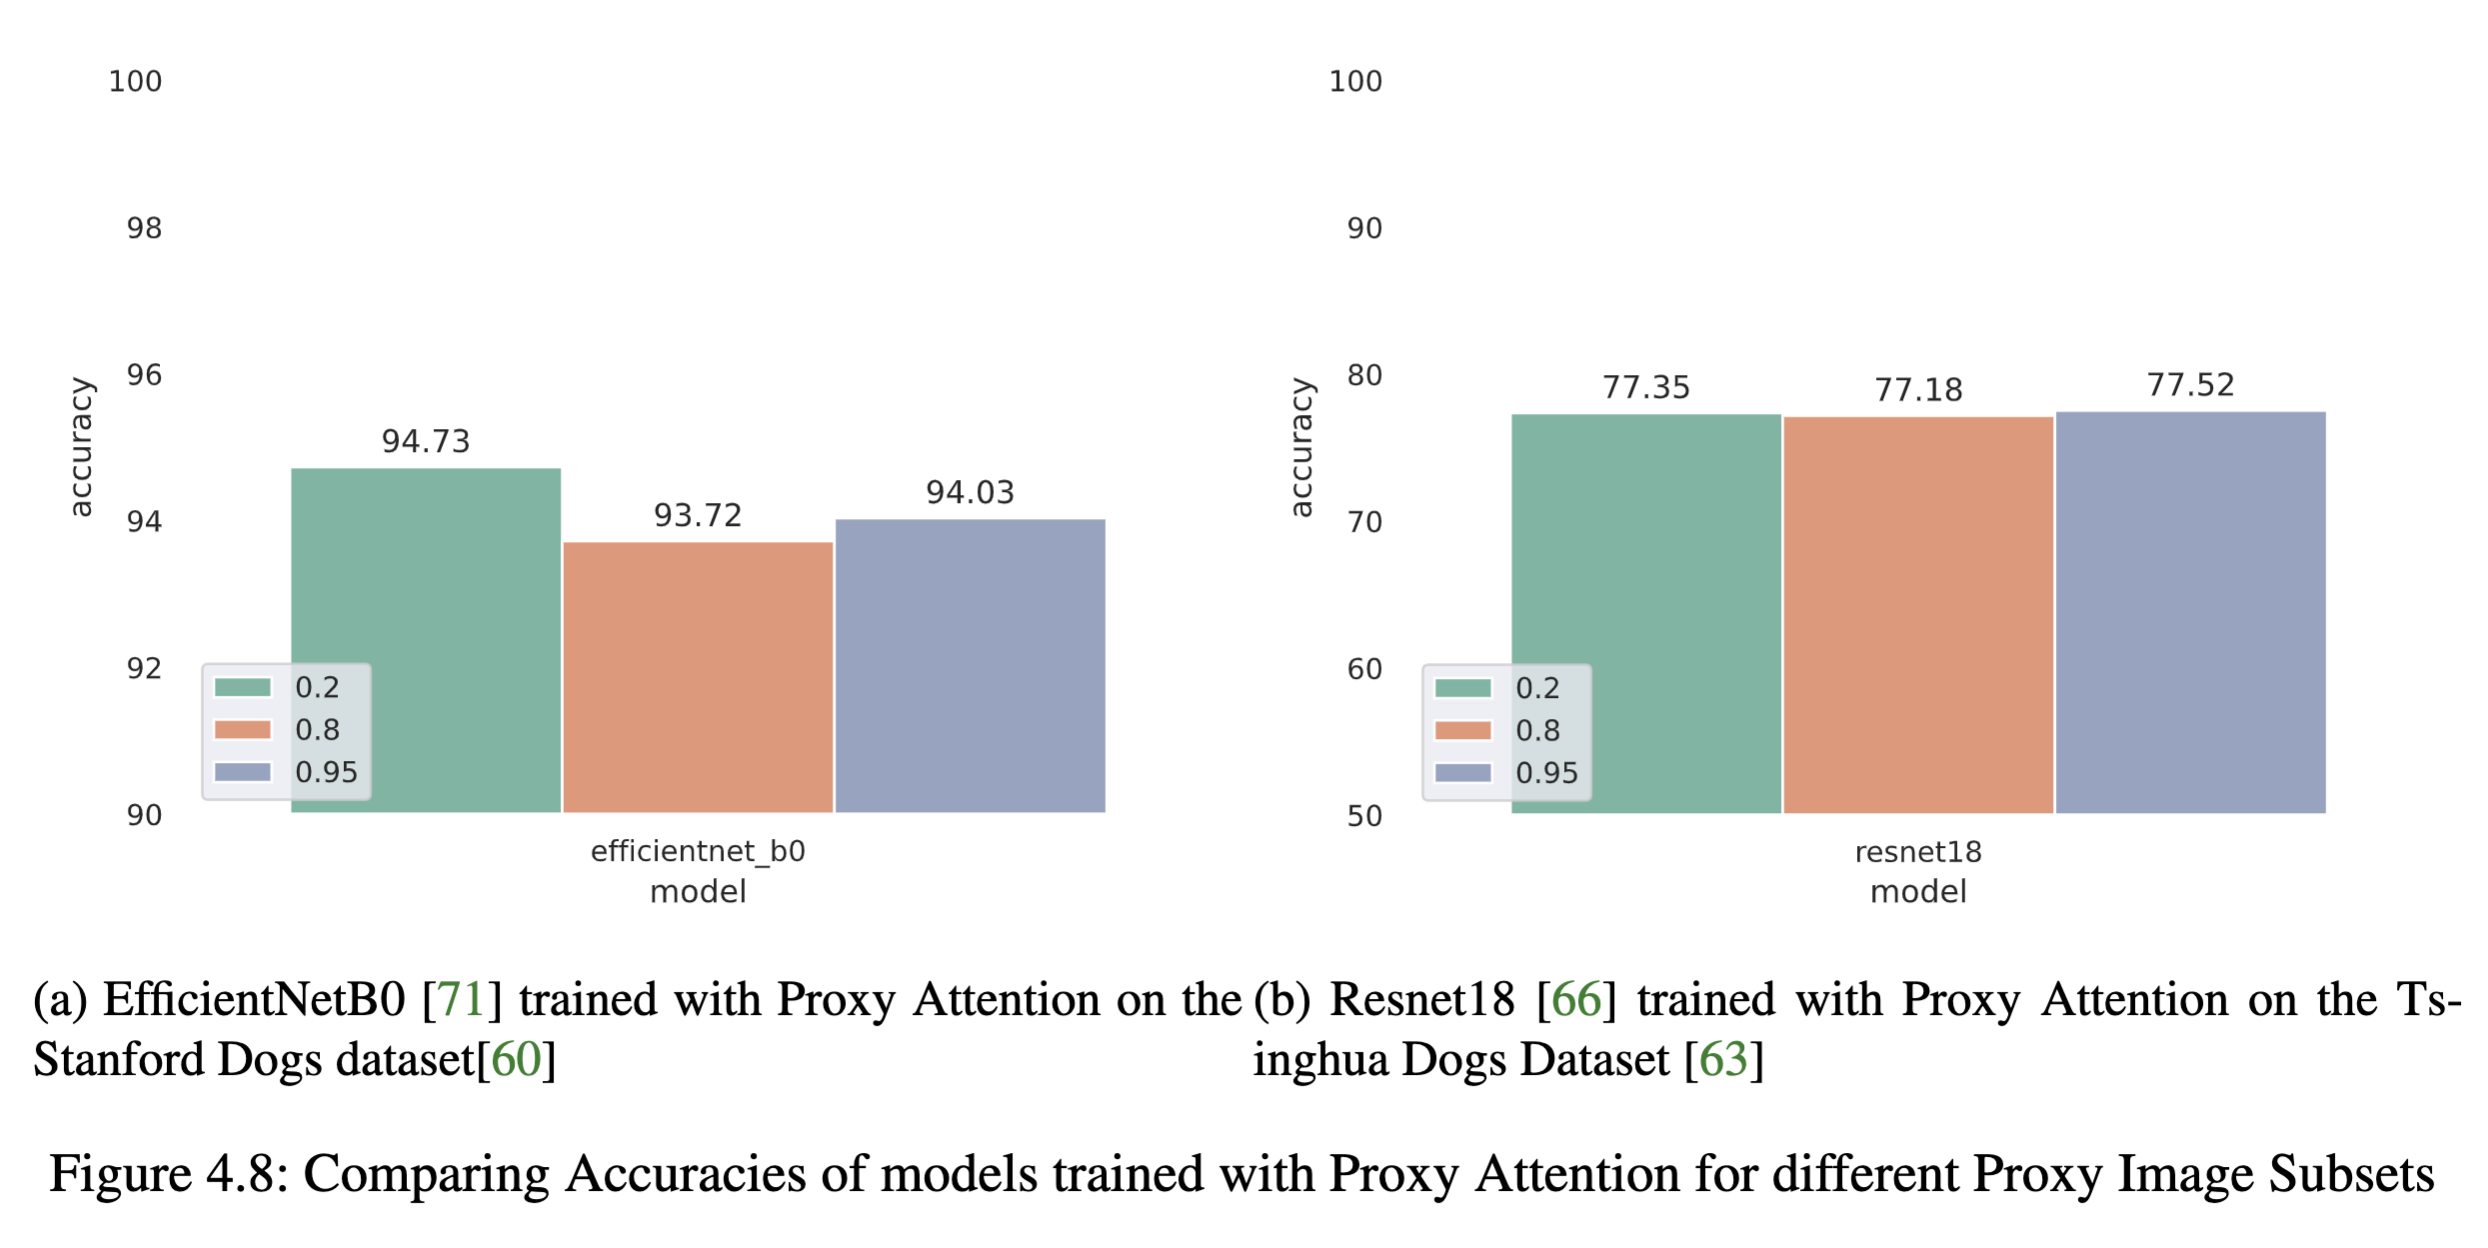 100
98
96
94
92
90
accuracy
94.73
93.72
94.03
0.2
0.8
0.95
efficientnet_b0
model
100
90
80
70
60
50
accuracy
77.35
77.18
77.52
0.2
0.8
0.95
resnet18
model
(a) EfficientNetB0 [71] trained with Proxy Attention on the
Stanford Dogs dataset[60]
(b) Resnet18 [66] trained with Proxy Attention on the Ts-
inghua Dogs Dataset [63]
Figure 4.8: Comparing Accuracies of models trained with Proxy Attention for different Proxy Image Subsets